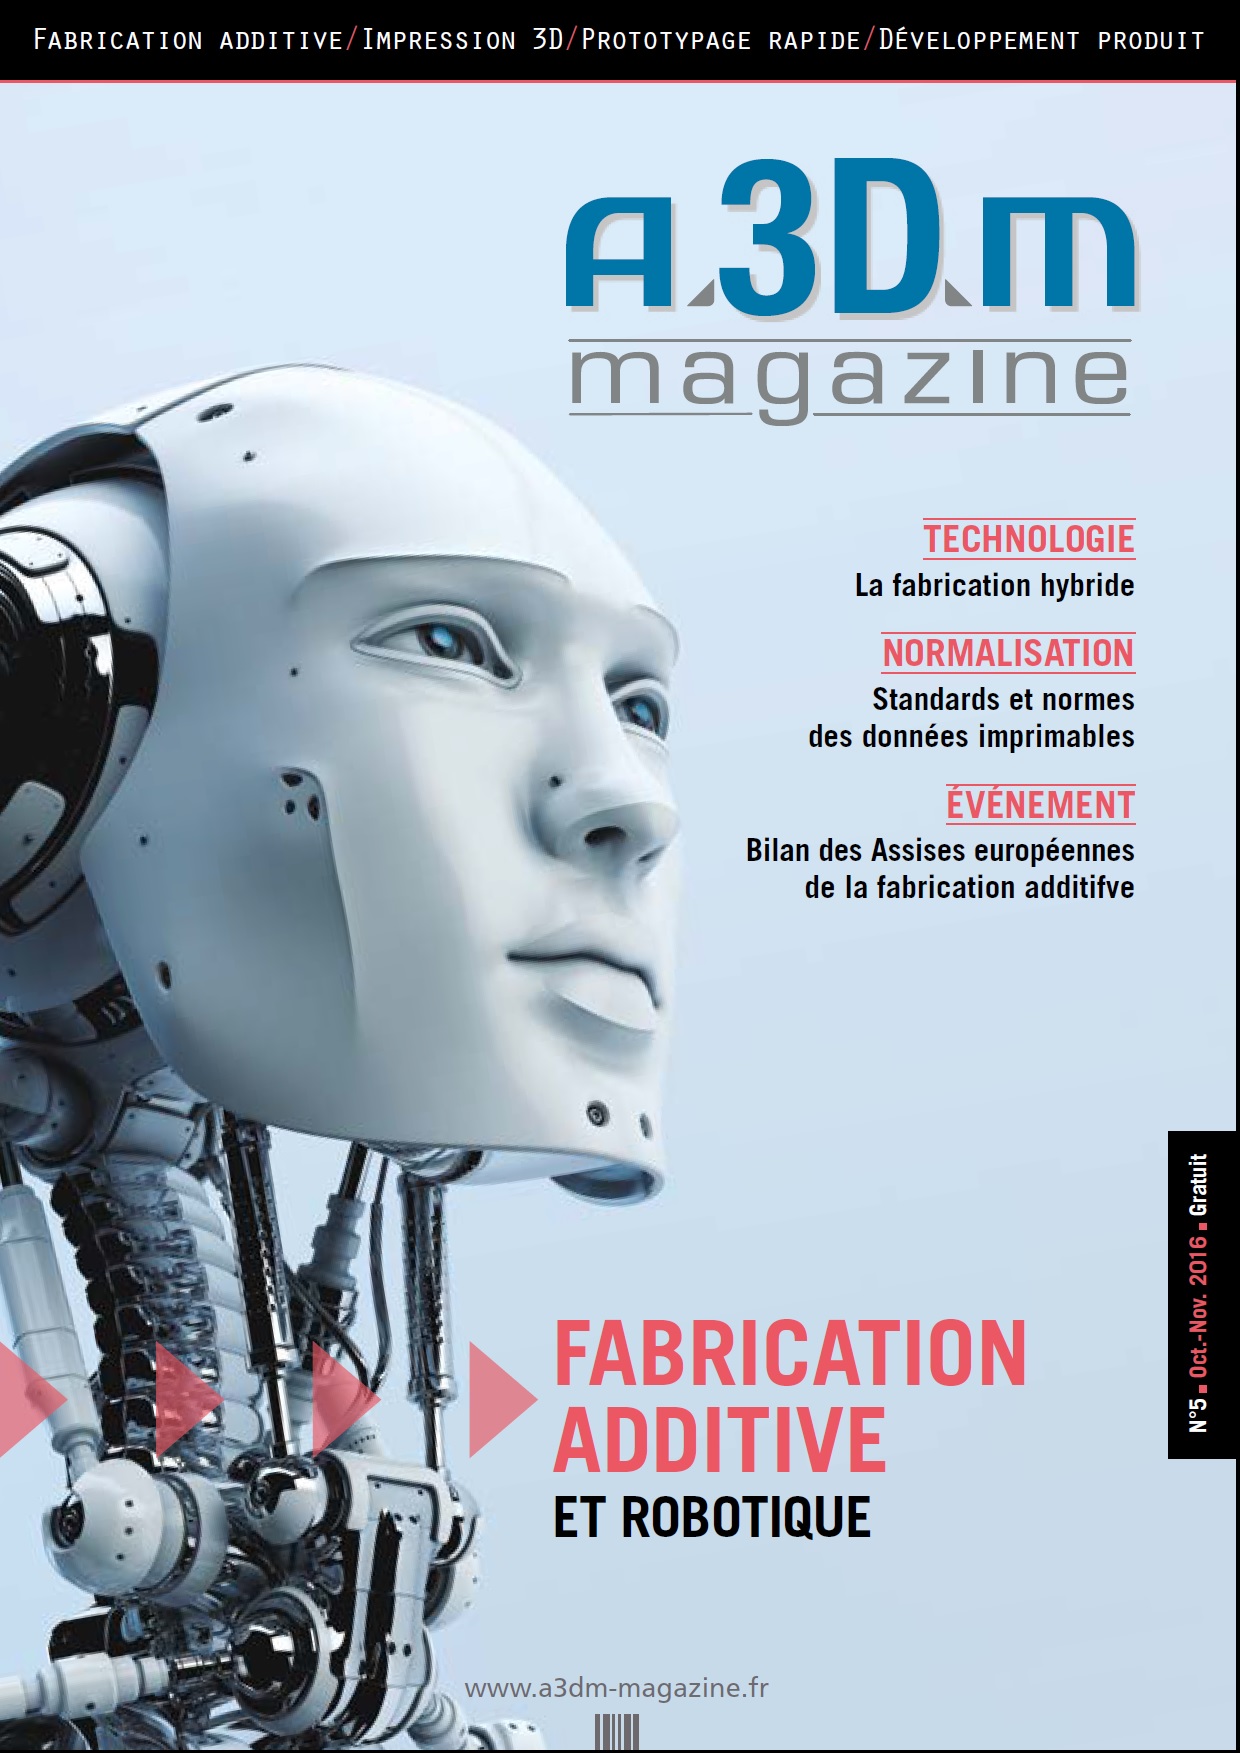 FABRICATION ADDITIVE/IMPRESSION 3D/PROTOTYPAGE RAPIDE/DÉVELOPPEMENT PRODUIT
A3Dm
magazine
TECHNOLOGIE
La fabrication hybride
NORMALISATION
Standards et normes
des données imprimables
ÉVÉNEMENT
Bilan des Assises européennes
de la fabrication additifve
N°5 ■ Oct.-Nov. 2016 ■ Gratuit
FABRICATION
ADDITIVE
ET ROBOTIQUE
www.a3dm-magazine.fr